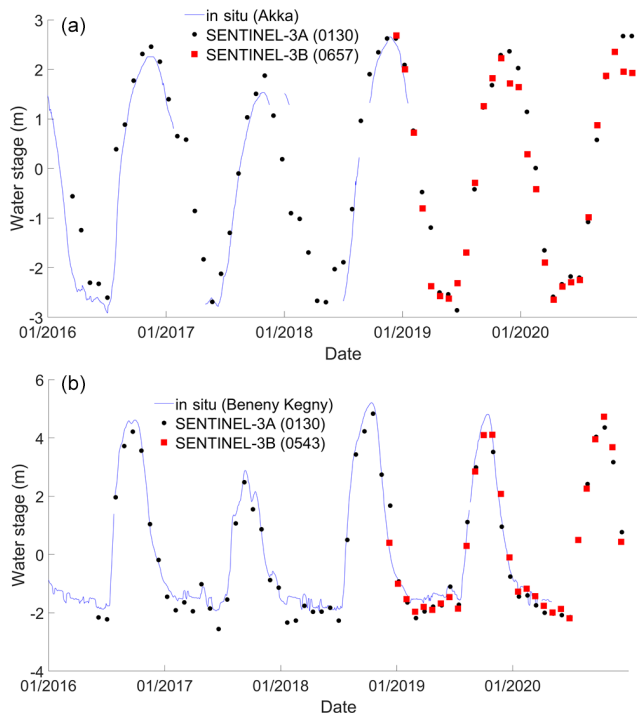 (a)
in situ (Akka)
SENTINEL-3A (0130)
SENTINEL-3B (0657)
Water stage (m)
3
2
1
0
-1
-2
-3
01/2016
01/2017
01/2018
01/2019
01/2020
Date
(b)
in situ (Beneny Kegny)
SENTINEL-3A (0130)
SENTINEL-3B (0543)
Water stage (m)
6
4
2
0
-2
-4
01/2016
01/2017
01/2018
01/2019
01/2020
Date